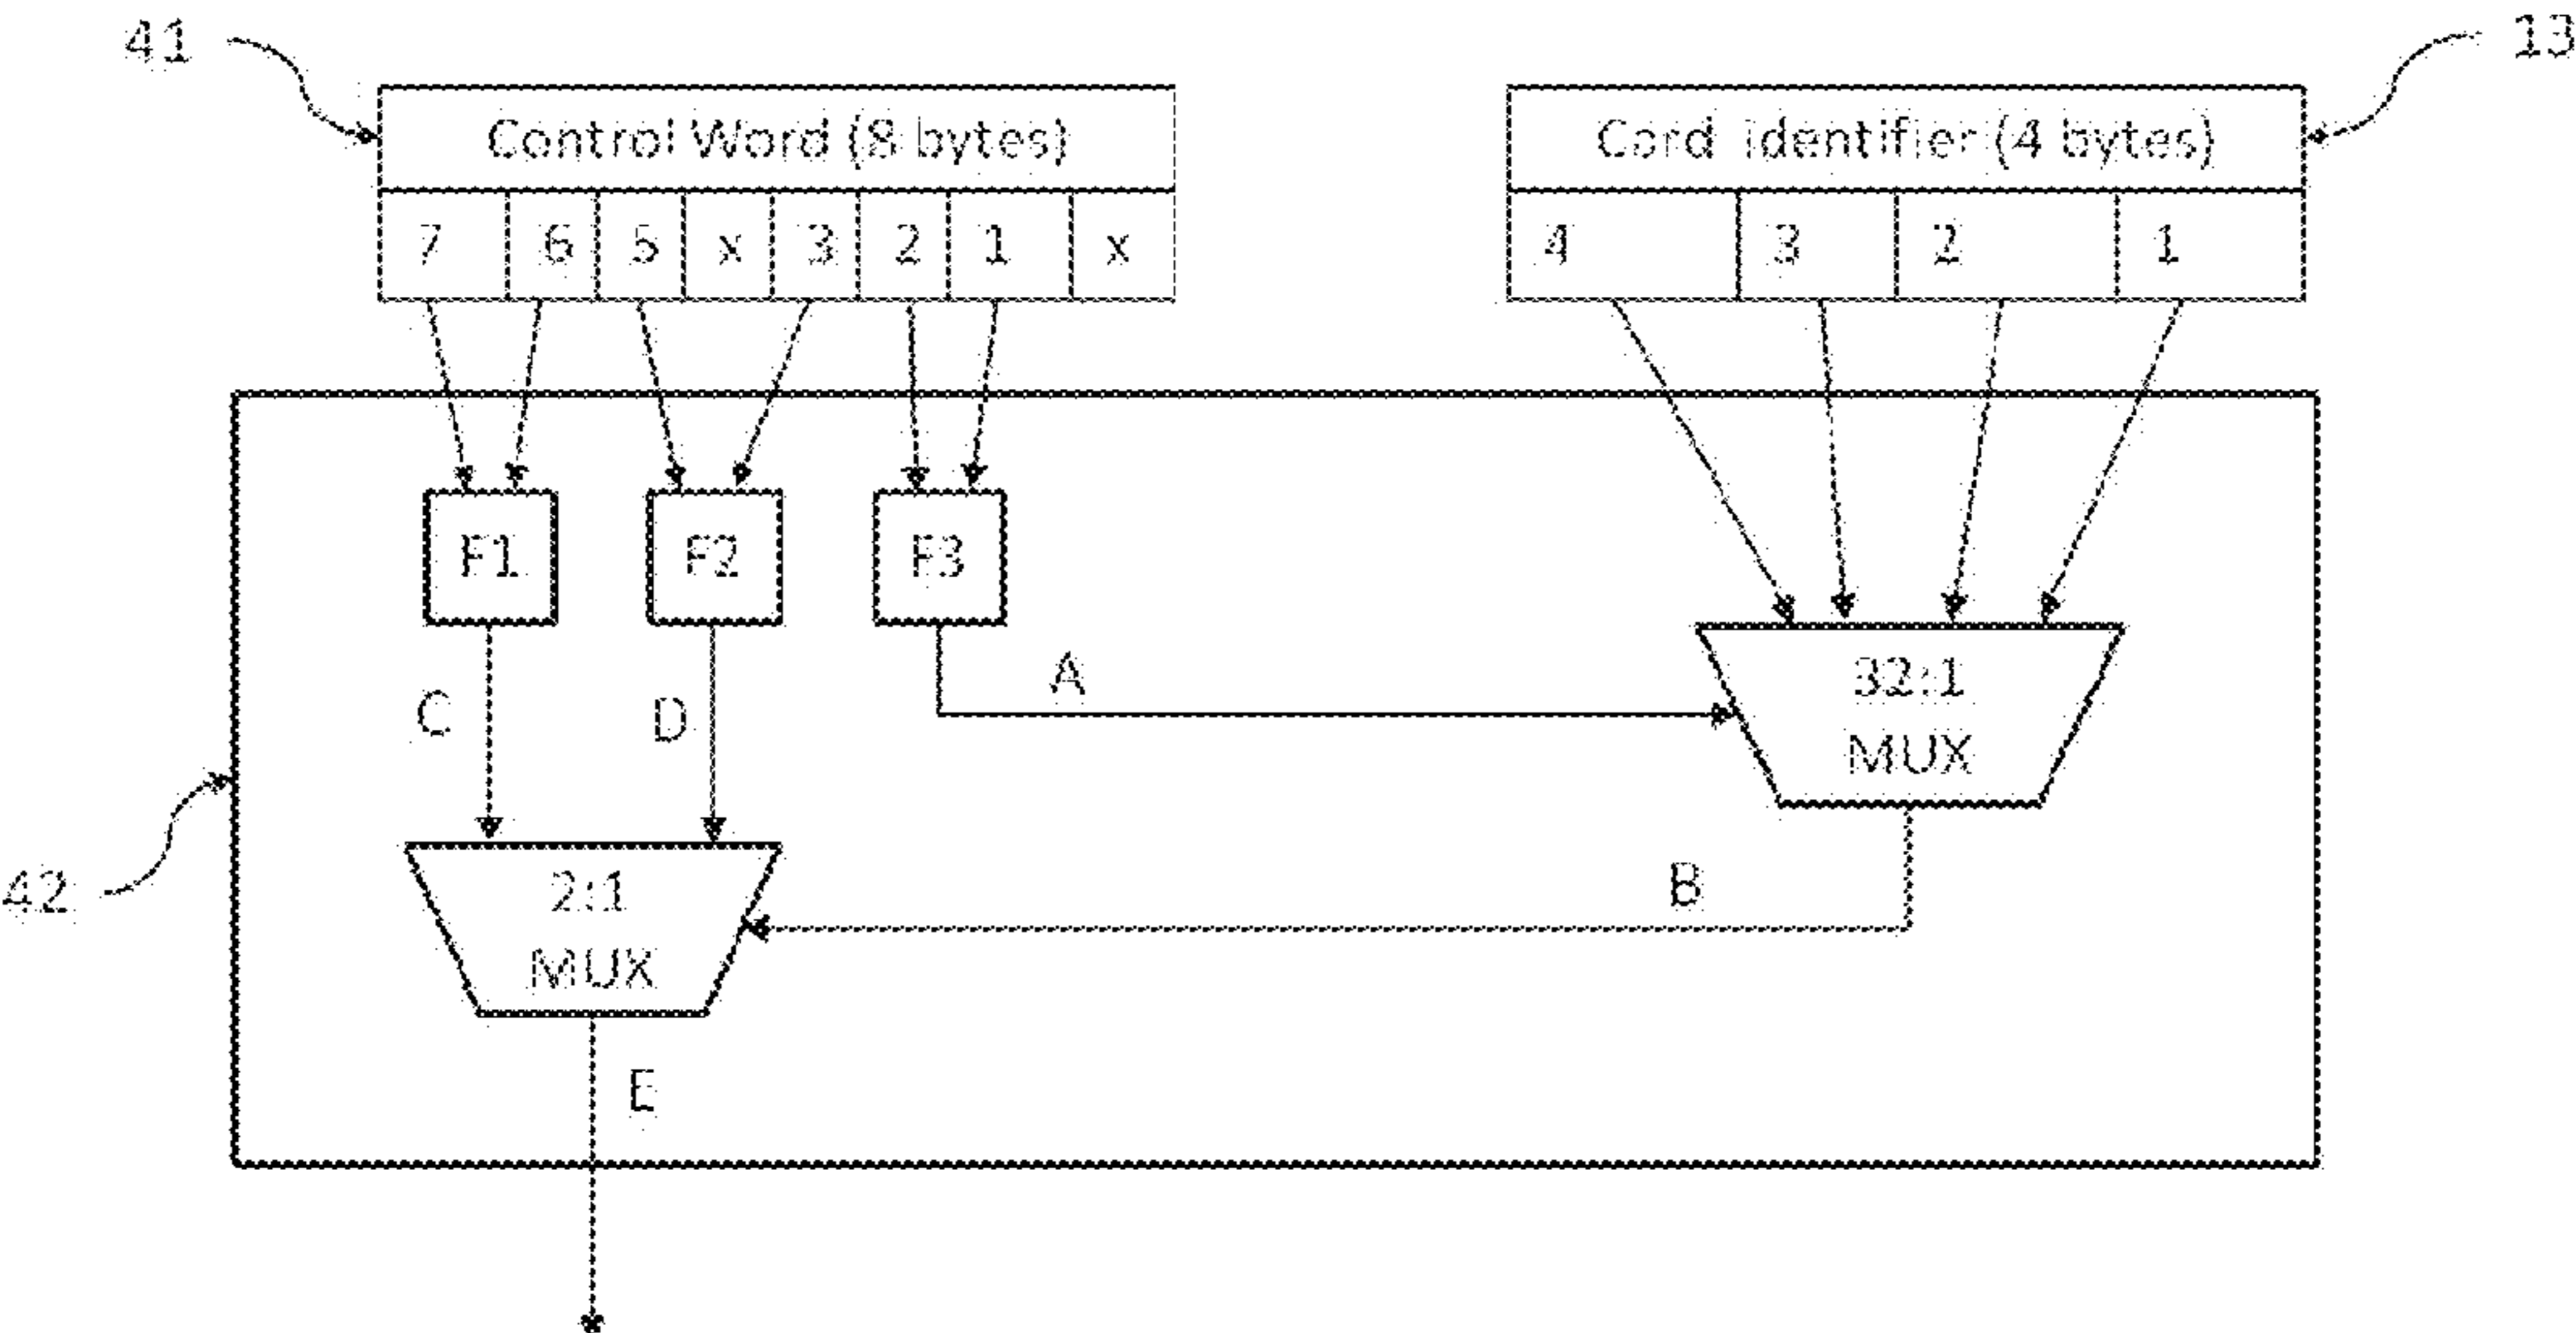 41
13
Control Word (8 bytes)
Card identifier (4 bytes)
7 6 5 x 3 2 1 x
4 3 2 1
F1 F2 F3
32:1
MUX
A
C
D
2:1
MUX
B
42
E